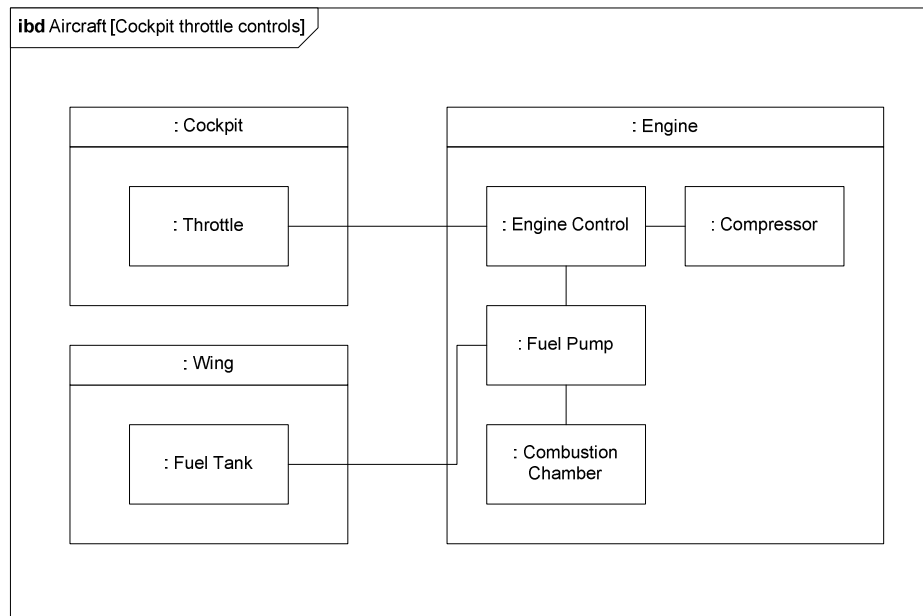 ibd Aircraft [Cockpit throttle controls]
: Cockpit
: Engine
: Throttle
: Engine Control
: Compressor
: Wing
: Fuel Pump
: Fuel Tank
: Combustion
Chamber